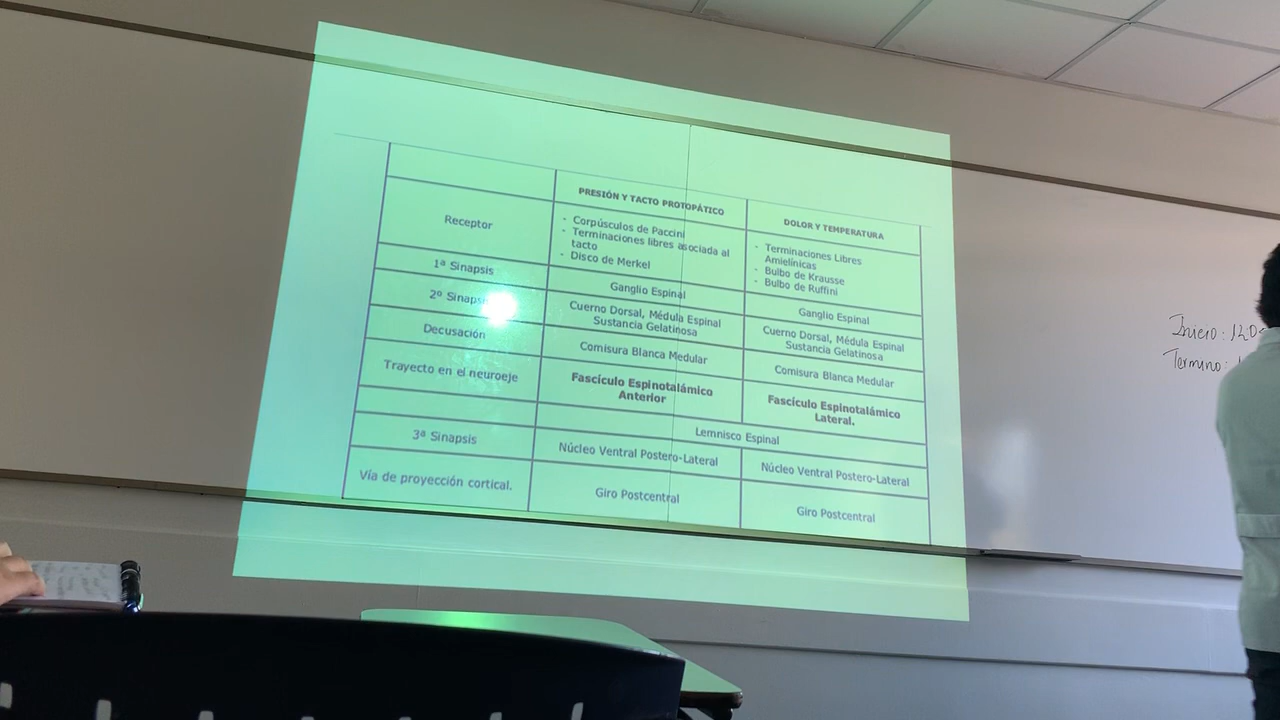 PRESIÓN Y TACTO PROTOPÁTICO
DOLOR Y TEMPERATURA
Receptor
- Corpúsculos de Paccini
- Terminaciones libres asociada al
tacto
- Disco de Merkel
- Terminaciones Libres
Amielínicas
- Bulbo de Krausse
- Bulbo de Ruffini
1ª Sinapsis
Ganglio Espinal
Ganglio Espinal
2º Sinapsis
Cuerno Dorsal, Médula Espinal
Sustancia Gelatinosa
Cuerno Dorsal, Médula Espinal
Sustancia Gelatinosa
Decusación
Comisura Blanca Medular
Comisura Blanca Medular
Trayecto en el neuroeje
Fascículo Espinotalámico
Anterior
Fascículo Espinotalámico
Lateral.
Lemnisco Espinal
3ª Sinapsis
Núcleo Ventral Postero-Lateral
Núcleo Ventral Postero-Lateral
Vía de proyección cortical.
Giro Postcentral
Giro Postcentral
Inicio:
Termino: